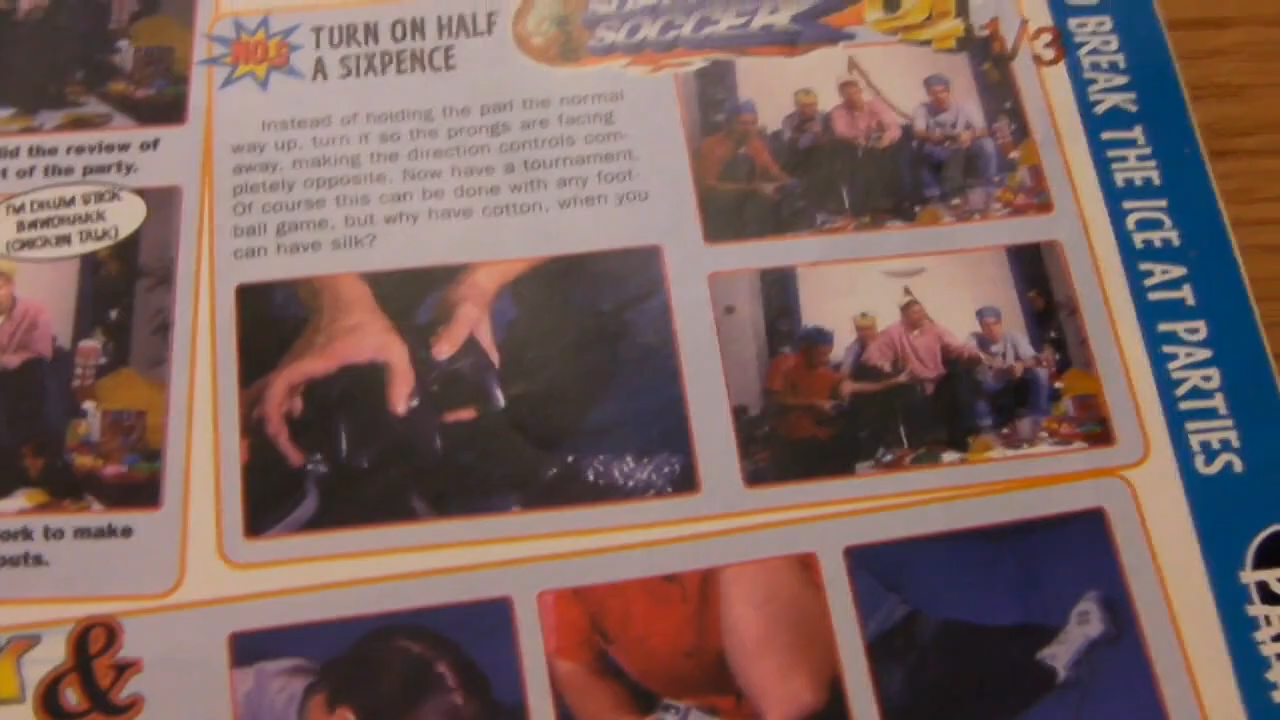 NO.6
TURN ON HALF
A SIXPENCE
SOCCER
1/3
Instead of holding the pad the normal
way up, turn it so the prongs are facing
away, making the direction controls com-
pletely opposite. Now have a tournament.
Of course this can be done with any foot-
ball game, but why have cotton, when you
can have silk?
did the review of
t of the party.
I'M DRUM STICK
(CHICKEN TALK)
ork to make
outs.
&
BREAK THE ICE AT PARTIES